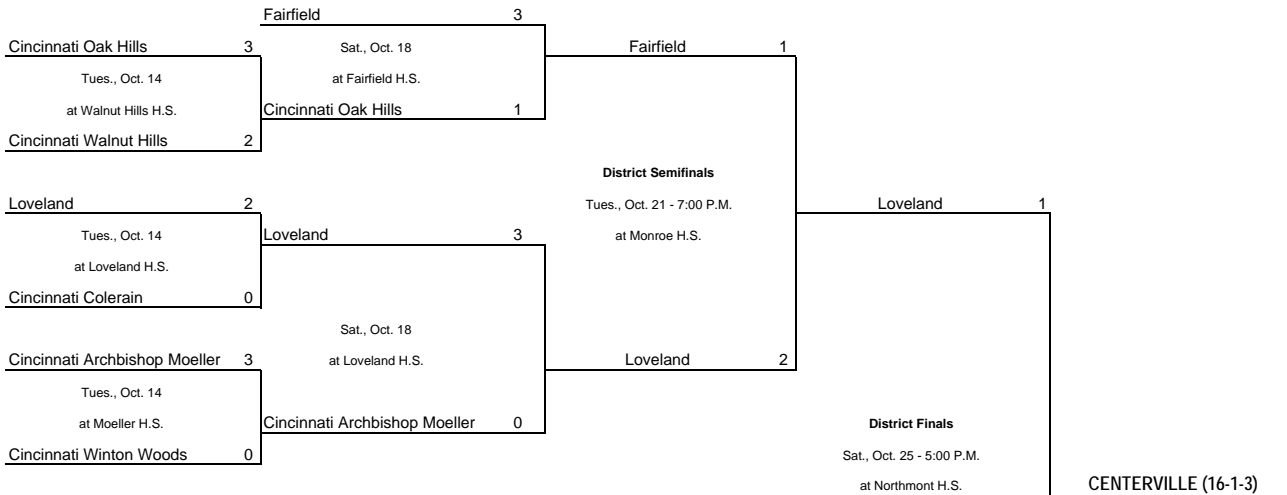 Fairfield 3
Cincinnati Oak Hills 3 Sat., Oct. 18 Fairfield 1
Tues., Oct. 14 at Fairfield H.S.
at Walnut Hills H.S. Cincinnati Oak Hills 1
Cincinnati Walnut Hills 2
District Semifinals
Loveland 2 Tues., Oct. 21 - 7:00 P.M. Loveland 1
Tues., Oct. 14 Loveland 3 at Monroe H.S.
at Loveland H.S.
Cincinnati Colerain 0
Sat., Oct. 18
Cincinnati Archbishop Moeller 3 at Loveland H.S. Loveland 2
Tues., Oct. 14
at Moeller H.S. Cincinnati Archbishop Moeller 0 District Finals
Cincinnati Winton Woods 0 Sat., Oct. 25 - 5:00 P.M.
at Northmont H.S. CENTERVILLE (16-1-3)